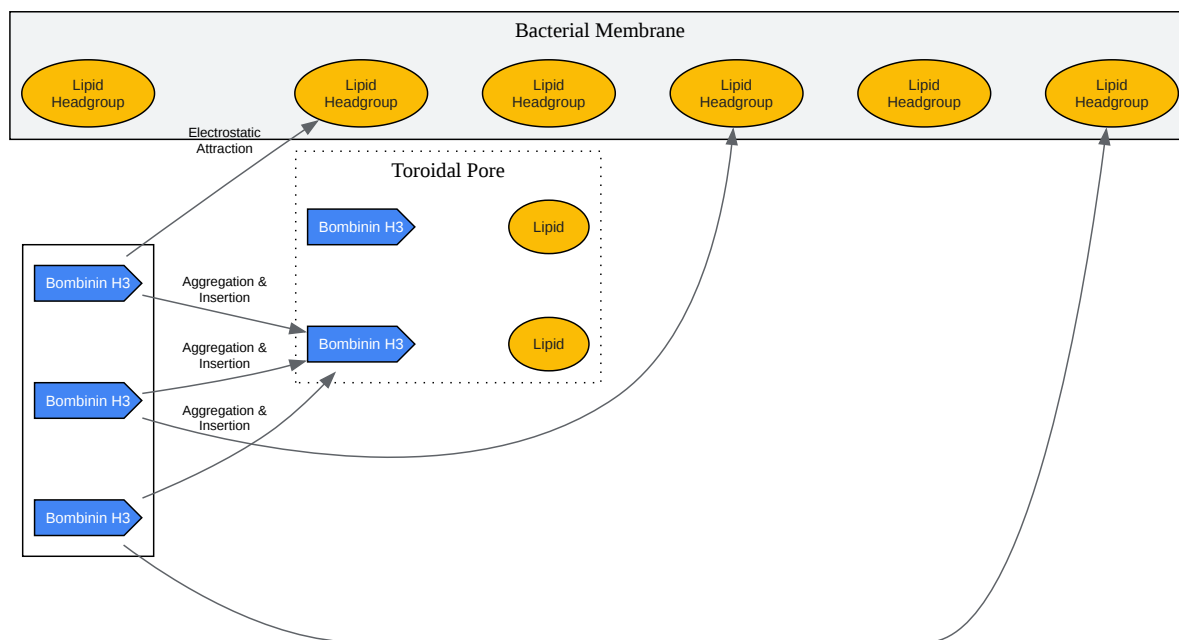 Bacterial Membrane
Lipid
Headgroup
Lipid
Headgroup
Lipid
Headgroup
Lipid
Headgroup
Lipid
Headgroup
Lipid
Headgroup
Electrostatic
Attraction
Toroidal Pore
Bombinin H3
Lipid
Bombinin H3
Aggregation &
Insertion
Bombinin H3
Lipid
Aggregation &
Insertion
Bombinin H3
Aggregation &
Insertion
Bombinin H3